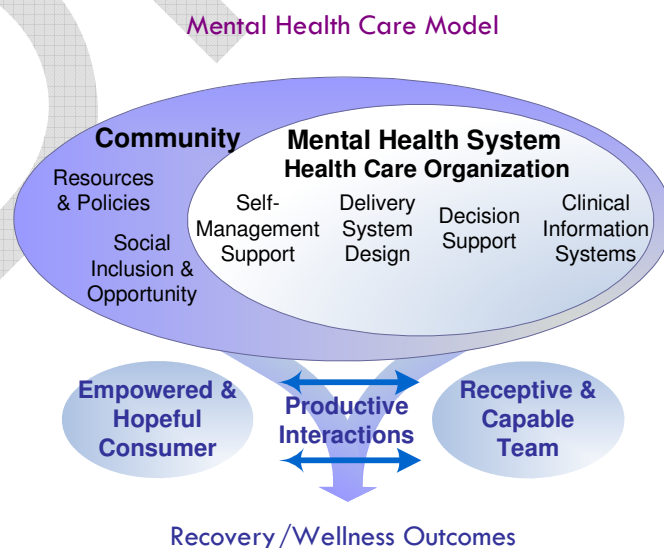 Mental Health Care Model
Community
Resources
& Policies
Social
Inclusion &
Opportunity
Mental Health System
Health Care Organization
Self-
Management
Support
Delivery
System
Design
Decision
Support
Clinical
Information
Systems
Empowered &
Hopeful
Consumer
Productive
Interactions
Receptive &
Capable
Team
Recovery/Wellness Outcomes